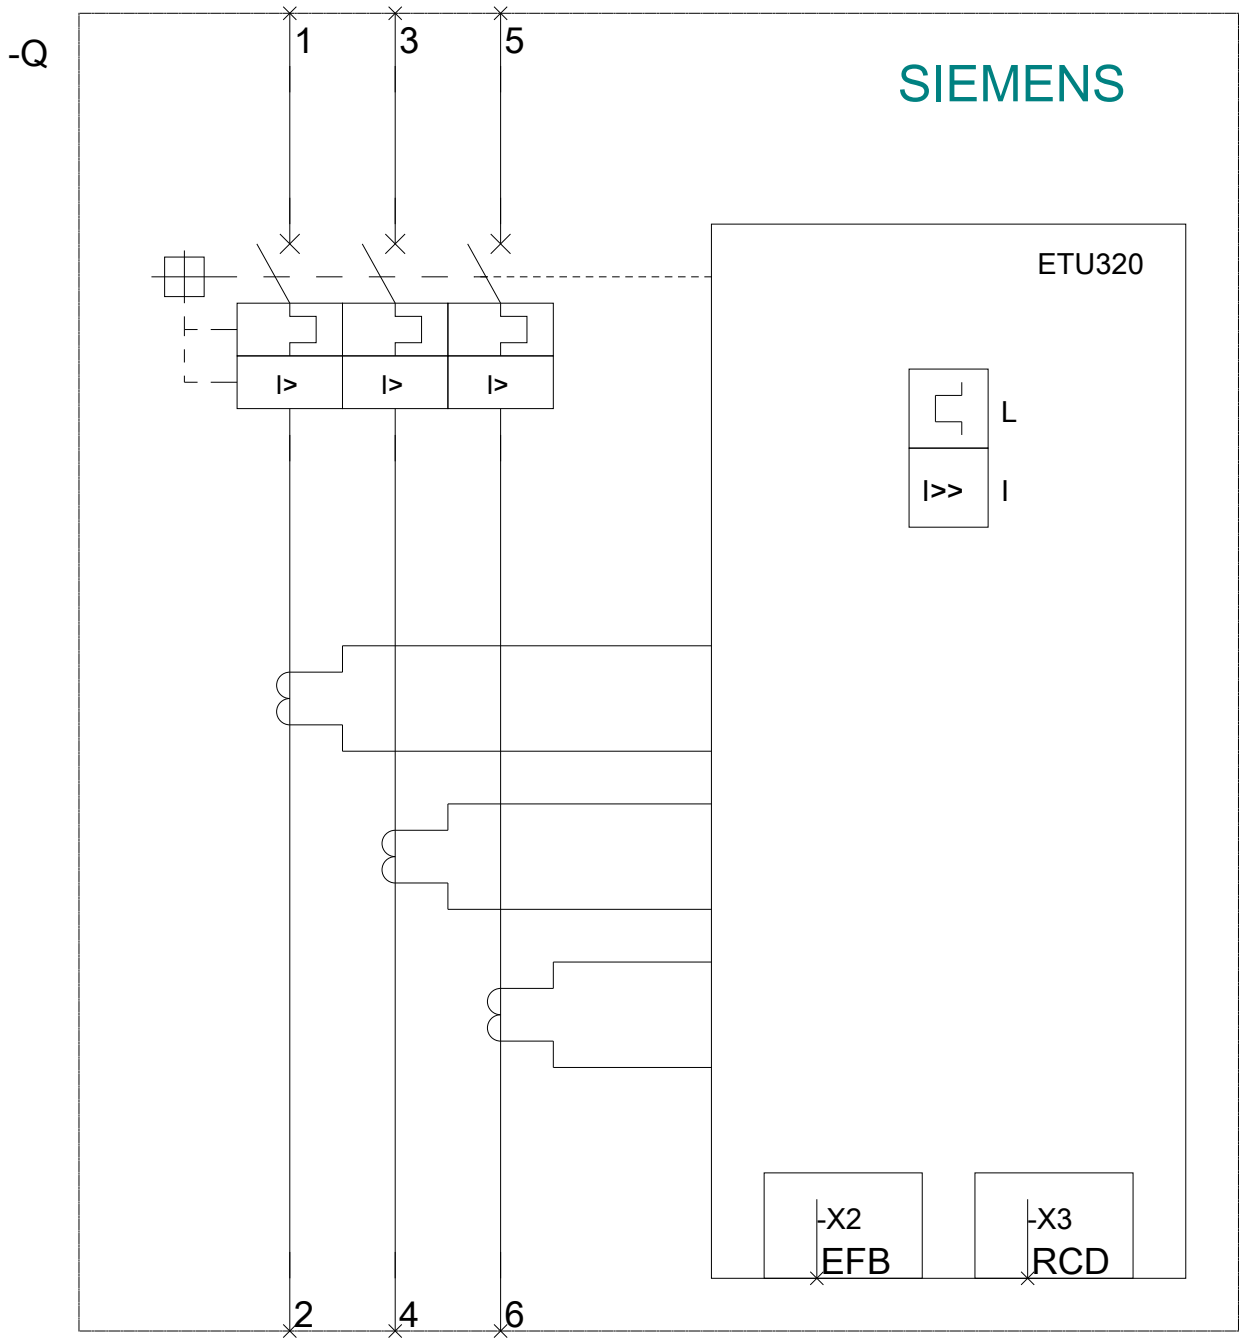 1 3 5
-Q
SIEMENS
ETU320
I> I> I>
L
I>> I
-X2 -X3
EFB RCD
2 4 6